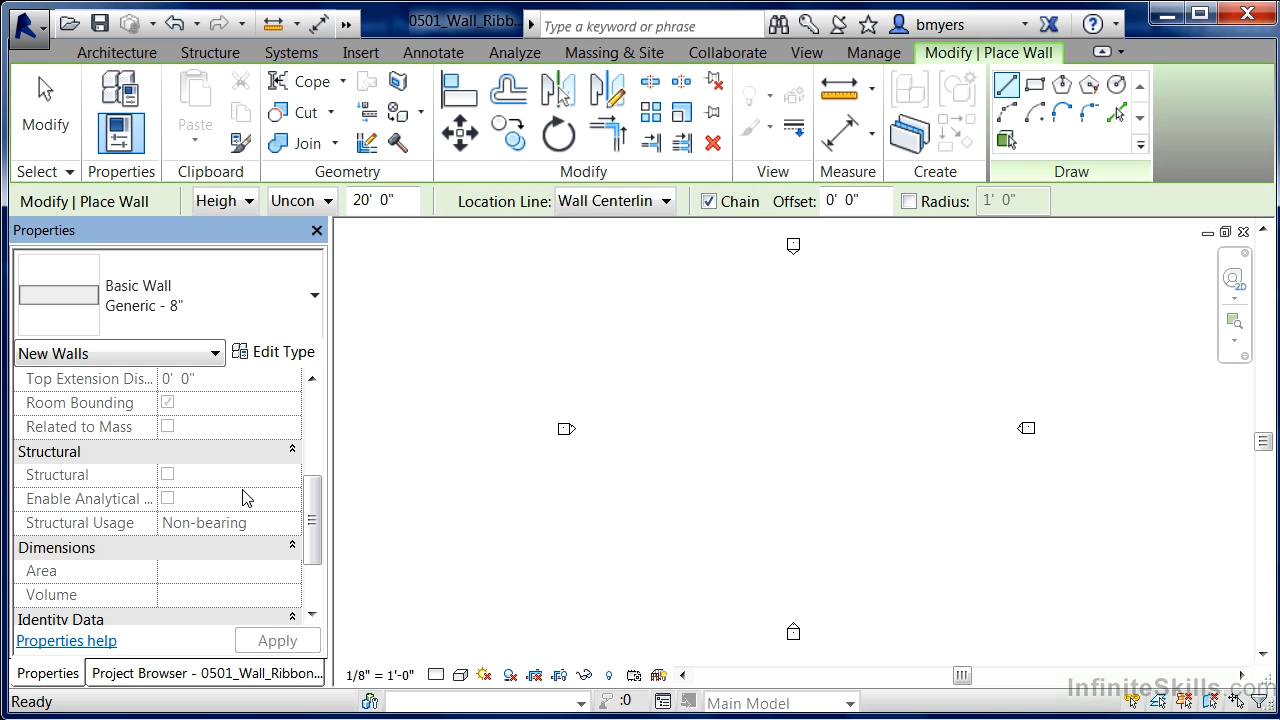 0501_Wall_Ribb...
Type a keyword or phrase
bmyers
Architecture Structure Systems Insert Annotate Analyze Massing & Site Collaborate View Manage Modify | Place Wall
Modify
Paste
Cope
Cut
Join
Select Properties Clipboard Geometry Modify View Measure Create Draw
Modify | Place Wall Heigh Uncon 20' 0" Location Line: Wall Centerlin Chain Offset: 0' 0" Radius: 1' 0"
Properties
Basic Wall
Generic - 8"
New Walls Edit Type
Top Extension Dis... 0' 0"
Room Bounding
Related to Mass
Structural
Structural
Enable Analytical ...
Structural Usage Non-bearing
Dimensions
Area
Volume
Identity Data
Properties help Apply
Properties Project Browser - 0501_Wall_Ribbon...
1/8" = 1'-0"
2D
Ready :0 Main Model
InfiniteSkills.com